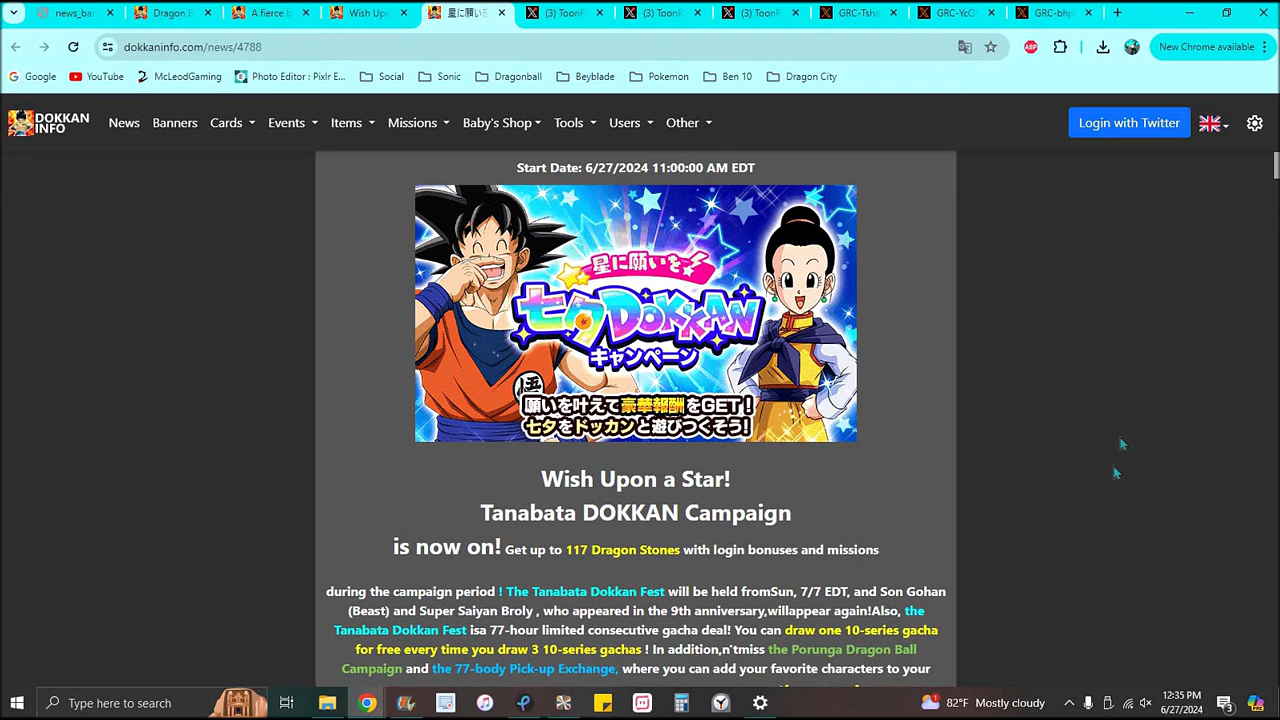 news_ba
Dragon B
A fierce b
Wish Upo
星に願いを
(3) ToonR
(3) ToonR
(3) ToonR
GRC-Tsha
GRC-YcO
GRC-bhp
dokkaninfo.com/news/4788
New Chrome available
Google
YouTube
McLeodGaming
Photo Editor : Pixlr E...
Social
Sonic
Dragonball
Beyblade
Pokemon
Ben 10
Dragon City
DOKKAN
INFO
News
Banners
Cards
Events
Items
Missions
Baby's Shop
Tools
Users
Other
Login with Twitter
Start Date: 6/27/2024 11:00:00 AM EDT
星に願いを
七夕DOKKAN
キャンペーン
悟
願いを叶えて豪華報酬をGET!
七夕をドッカンと遊びつくそう!
Wish Upon a Star!
Tanabata DOKKAN Campaign
is now on! Get up to 117 Dragon Stones with login bonuses and missions
during the campaign period ! The Tanabata Dokkan Fest will be held fromSun, 7/7 EDT, and Son Gohan
(Beast) and Super Saiyan Broly , who appeared in the 9th anniversary,willappear again!Also, the
Tanabata Dokkan Fest isa 77-hour limited consecutive gacha deal! You can draw one 10-series gacha
for free every time you draw 3 10-series gachas ! In addition,n'tmiss the Porunga Dragon Ball
Campaign and the 77-body Pick-up Exchange, where you can add your favorite characters to your
Type here to search
82°F Mostly cloudy
12:35 PM
6/27/2024